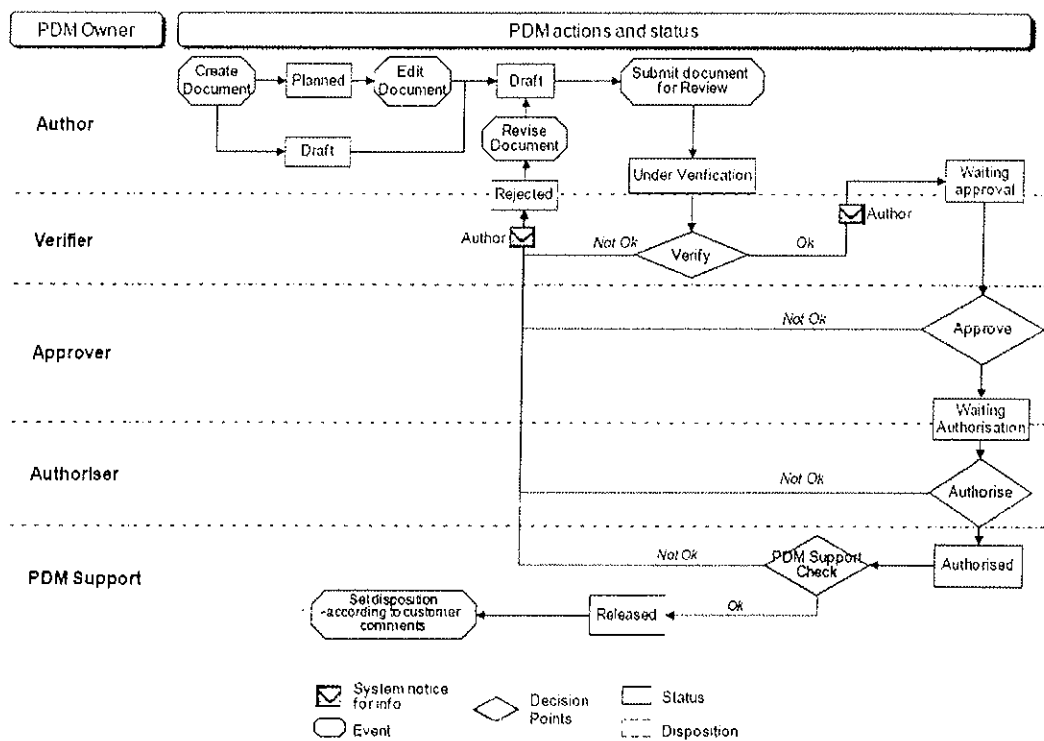 PDM Owner
PDM actions and status
Author
Create
Document
Planned
Edit
Document
Draft
Submit document
for Review
Draft
Revise
Document
Under Verification
Waiting
approval
Rejected
Verifier
Author
Not Ok
Verify
Ok
Author
Approver
Not Ok
Approve
Waiting
Authorisation
Authoriser
Not Ok
Authorise
PDM Support
Not Ok
PDM Support
Check
Authorised
Set disposition
according to customer
comments
Released
Ok
System notice
for info
Event
Decision
Points
Status
Disposition